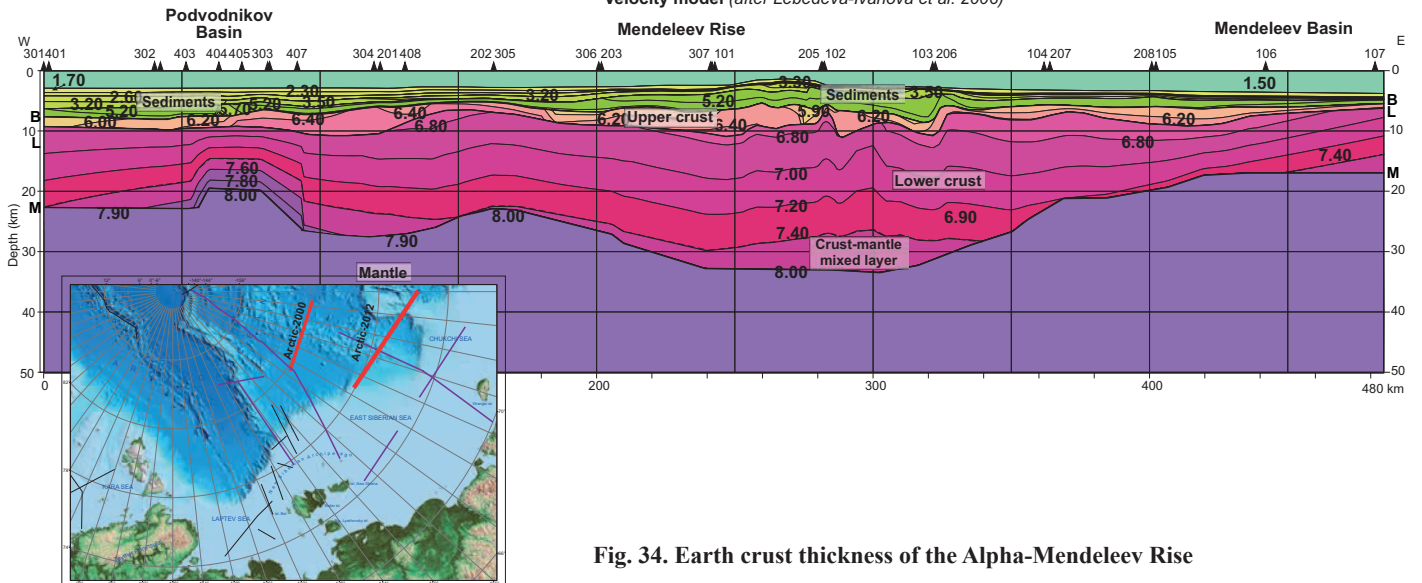 Velocity model (after Lebedeva-Ivanova et al. 2006)
Podvodnikov
Basin
Mendeleev Rise
Mendeleev Basin
W
E
301401 302 403 404405 303 407 304 201408 202 305 306 203 307 101 205 102 103 206 104 207 208105 106 107
0
10
20
30
40
50
Depth (km)
B
L
M
1.70
2.60
2.30
3.20
Sediments
5.20
6.20
3.50
6.00
6.20
6.40
6.40
6.80
3.20
5.20
3.30
Sediments
3.50
5.90
6.20
Upper crust
6.40
6.20
6.80
1.50
6.20
6.80
7.40
7.60
7.80
8.00
7.90
7.90
8.00
7.00
Lower crust
7.20
6.90
7.40
Crust-mantle
mixed layer
8.00
Mantle
0
–10
–20
–30
–40
–50
B
L
M
0
200
300
400
480 km
Arctic-2000
Arctic-2012
CHUKCHI SEA
EAST SIBERIAN SEA
KARA SEA
LAPTEV SEA
Fig. 34. Earth crust thickness of the Alpha-Mendeleev Rise